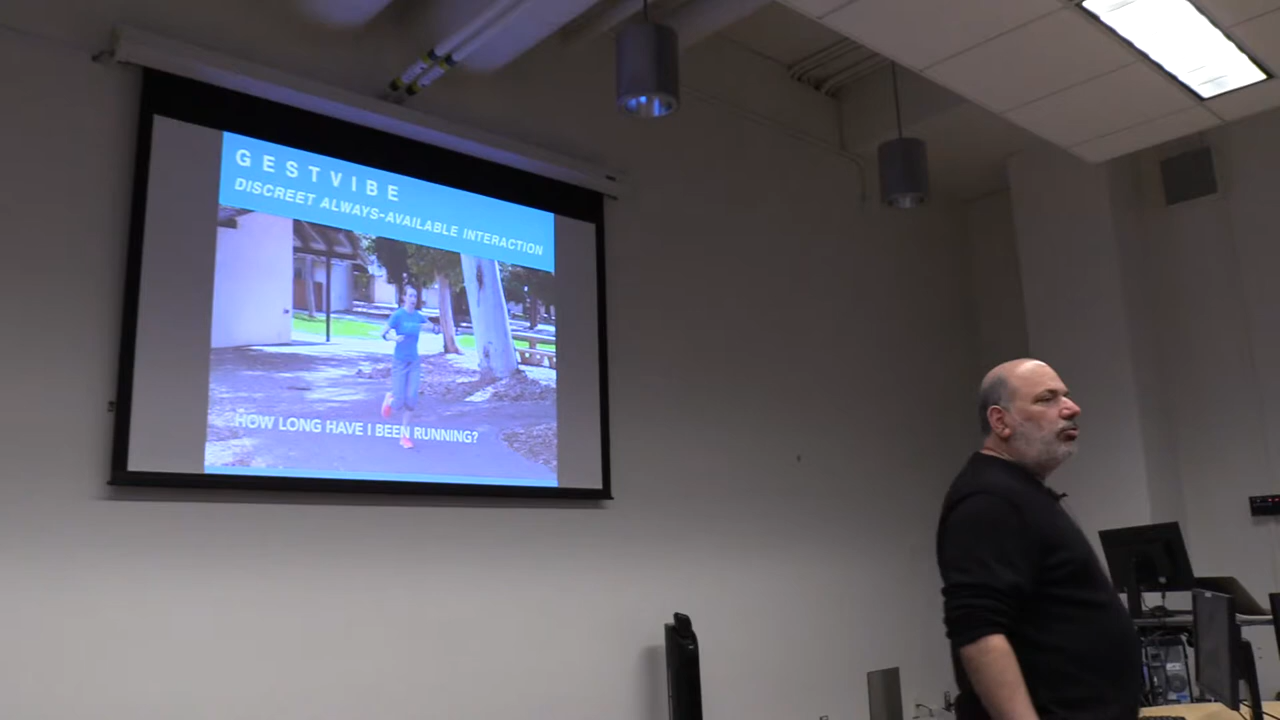 GESTVIBE
DISCREET ALWAYS-AVAILABLE INTERACTION
HOW LONG HAVE I BEEN RUNNING?